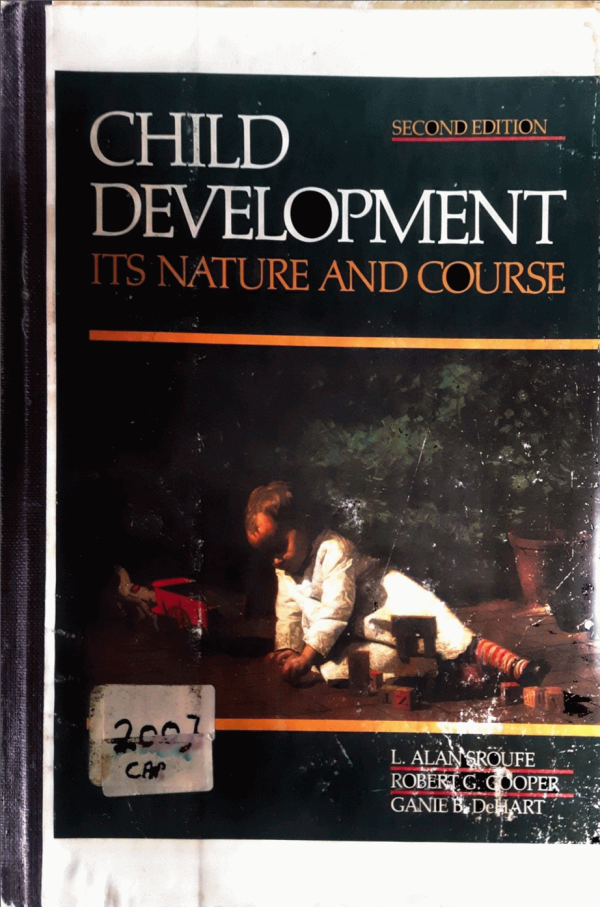 CHILD
SECOND EDITION
DEVELOPMENT
ITS NATURE AND COURSE
2007
CAP
L. ALAN SROUFE
ROBERT G. COOPER
GANIE B. DeHART